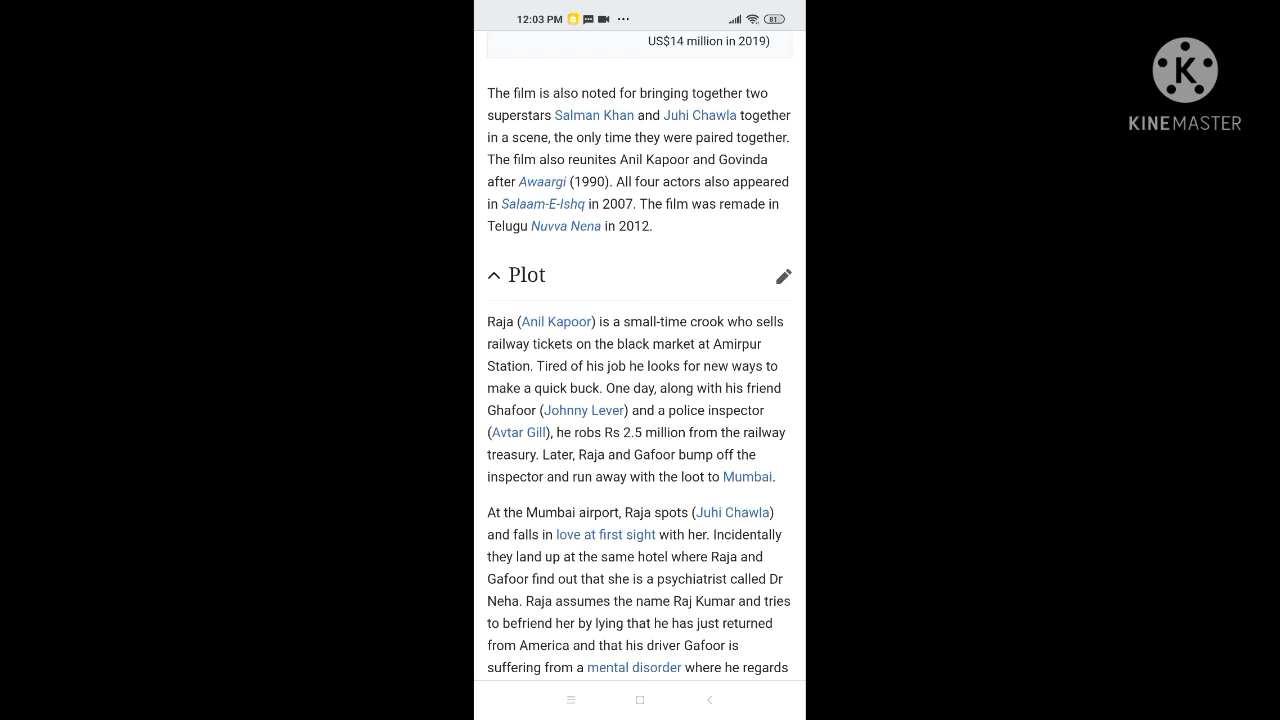 12:03 PM
81
US$14 million in 2019)
The film is also noted for bringing together two
superstars Salman Khan and Juhi Chawla together
in a scene, the only time they were paired together.
The film also reunites Anil Kapoor and Govinda
after Awaargi (1990). All four actors also appeared
in Salaam-E-Ishq in 2007. The film was remade in
Telugu Nuvva Nena in 2012.
Plot
Raja (Anil Kapoor) is a small-time crook who sells
railway tickets on the black market at Amirpur
Station. Tired of his job he looks for new ways to
make a quick buck. One day, along with his friend
Ghafoor (Johnny Lever) and a police inspector
(Avtar Gill), he robs Rs 2.5 million from the railway
treasury. Later, Raja and Gafoor bump off the
inspector and run away with the loot to Mumbai.
At the Mumbai airport, Raja spots (Juhi Chawla)
and falls in love at first sight with her. Incidentally
they land up at the same hotel where Raja and
Gafoor find out that she is a psychiatrist called Dr
Neha. Raja assumes the name Raj Kumar and tries
to befriend her by lying that he has just returned
from America and that his driver Gafoor is
suffering from a mental disorder where he regards
K
KINEMASTER